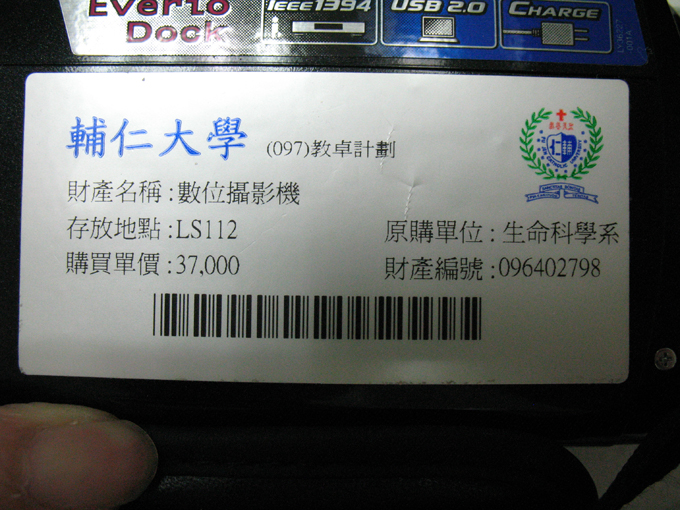 Everio Dock
IEEE1394
USB 2.0
CHARGE
輔仁大學 (097)教卓計劃
財產名稱:數位攝影機
存放地點:LS112
原購單位:生命科學系
購買單價:37,000
財產編號:096402798